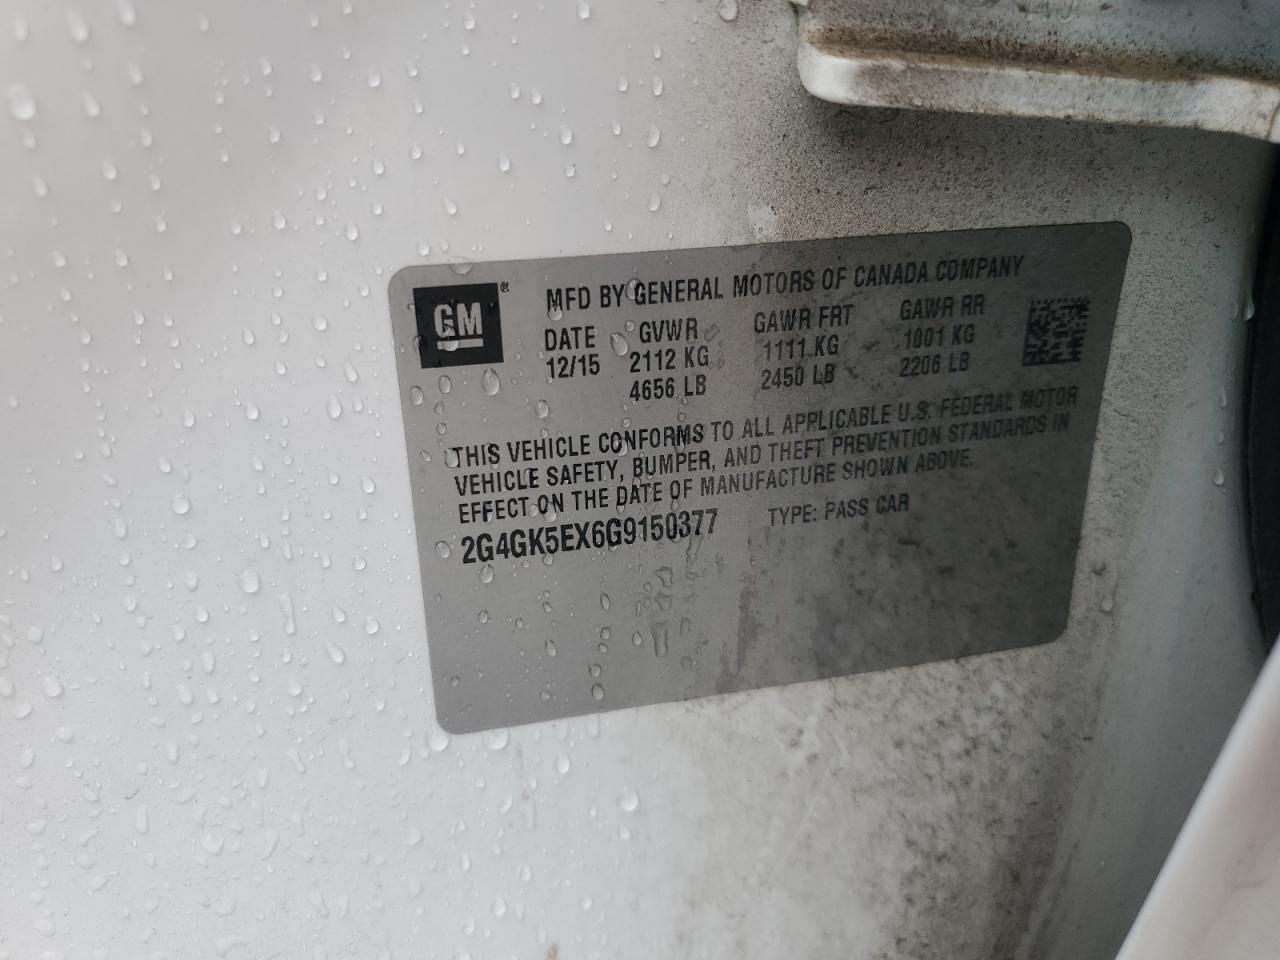 GM ®
MFD BY GENERAL MOTORS OF CANADA COMPANY
DATE GVWR GAWR FRT GAWR RR
12/15 2112 KG 1111 KG 1001 KG
4656 LB 2450 LB 2206 LB
THIS VEHICLE CONFORMS TO ALL APPLICABLE U.S. FEDERAL MOTOR
VEHICLE SAFETY, BUMPER, AND THEFT PREVENTION STANDARDS IN
EFFECT ON THE DATE OF MANUFACTURE SHOWN ABOVE.
2G4GK5EX6G9150377 TYPE: PASS CAR